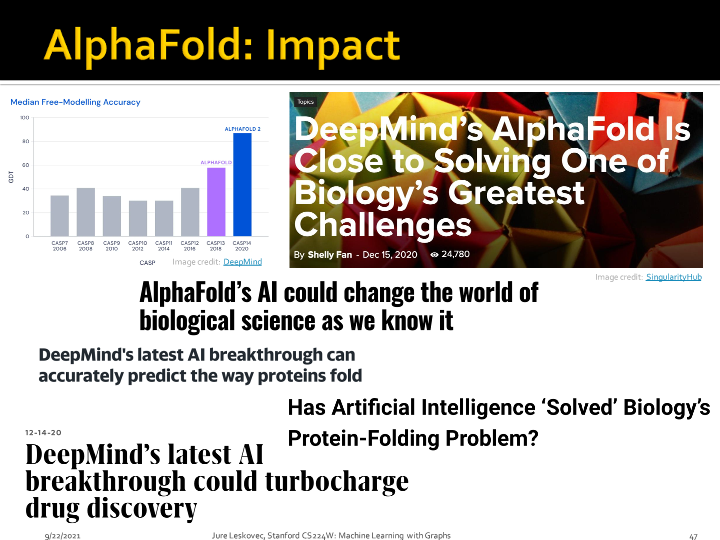 AlphaFold: Impact
Median Free-Modelling Accuracy
100
80
60
40
20
0
GDT
ALPHAFOLD
ALPHAFOLD 2
CASP7 CASP8 CASP9 CASP10 CASP11 CASP12 CASP13 CASP14
2006 2008 2010 2012 2014 2016 2018 2020
CASP
Image credit: DeepMind
Topics
DeepMind's AlphaFold Is
Close to Solving One of
Biology's Greatest
Challenges
By Shelly Fan - Dec 15, 2020 24,780
Image credit: SingularityHub
AlphaFold's AI could change the world of
biological science as we know it
DeepMind's latest AI breakthrough can
accurately predict the way proteins fold
Has Artificial Intelligence ‘Solved’ Biology’s
Protein-Folding Problem?
12-14-20
DeepMind’s latest AI
breakthrough could turbocharge
drug discovery
9/22/2021
Jure Leskovec, Stanford CS224W: Machine Learning with Graphs
47